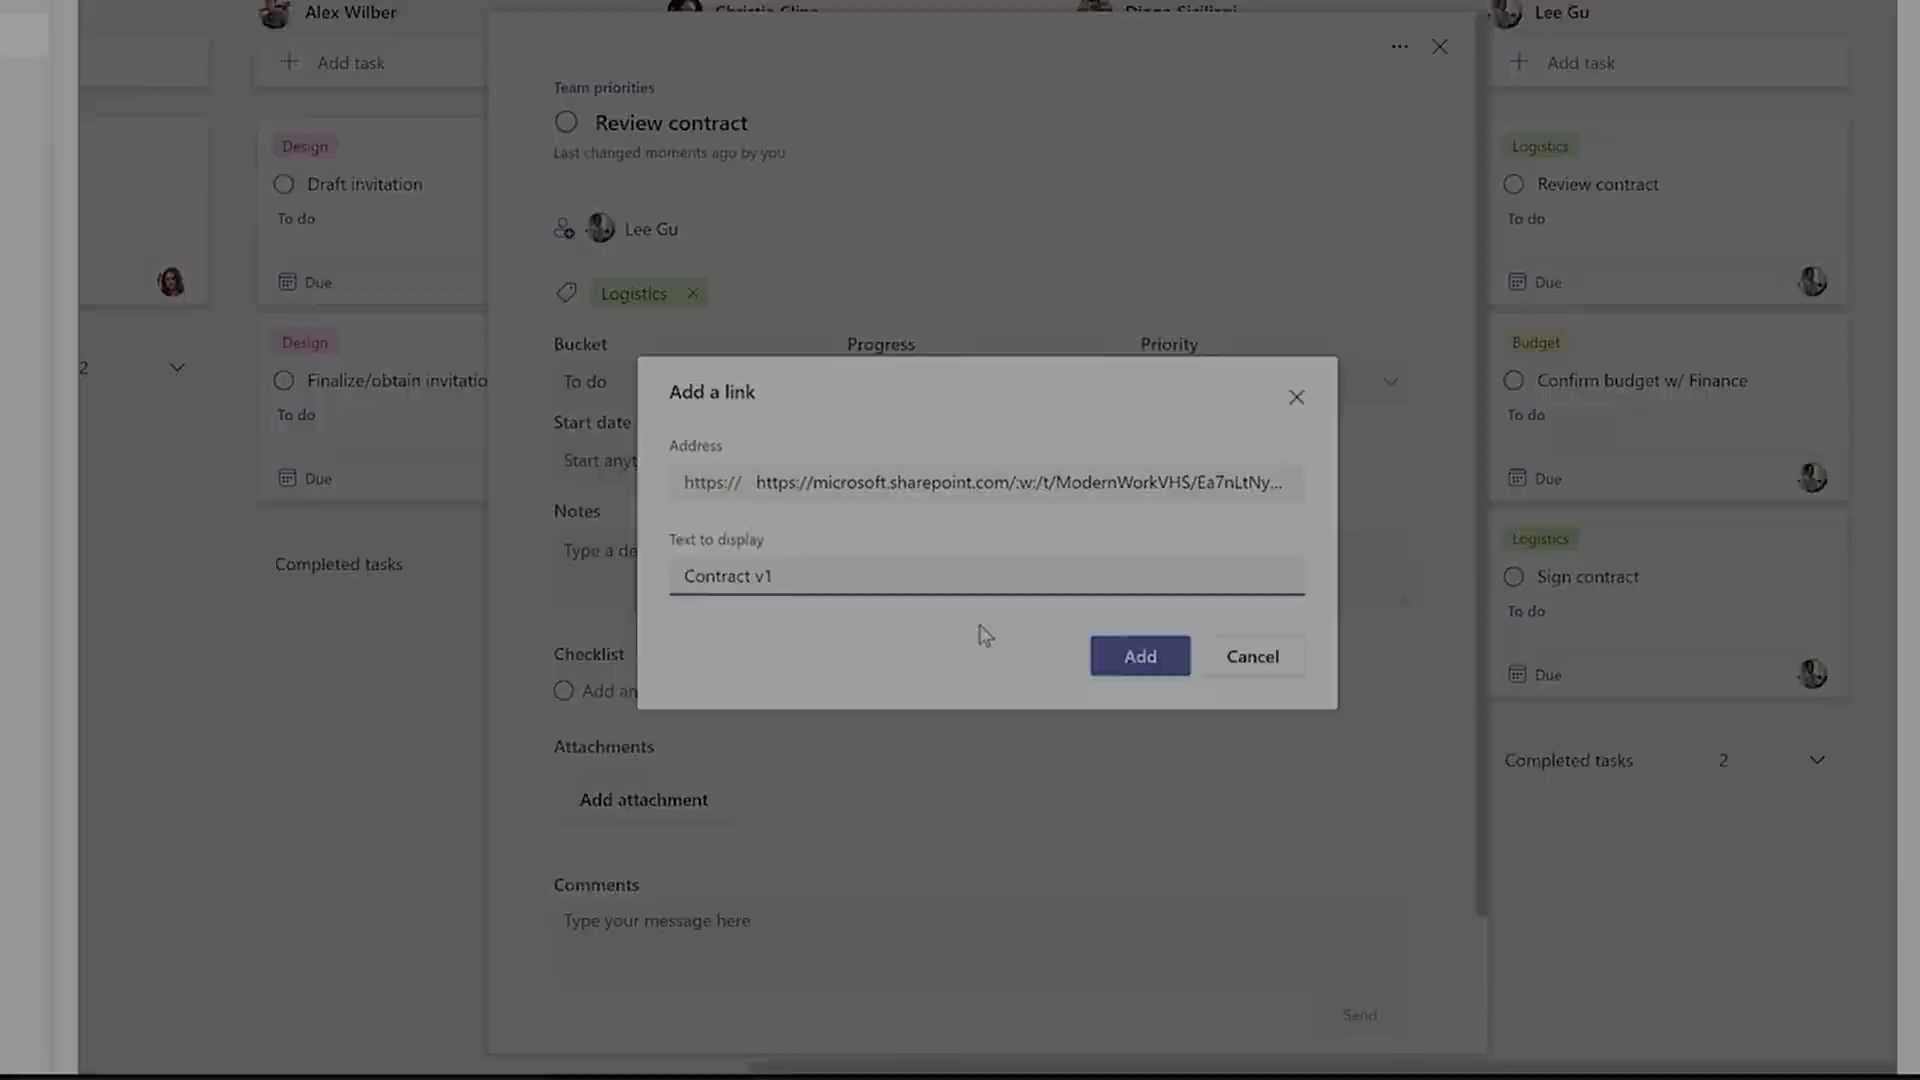 Alex Wilber
Lee Gu
Add task
Add task
Team priorities
Review contract
Last changed moments ago by you
Design
Draft invitation
To do
Due
Logistics
Review contract
To do
Due
Lee Gu
Logistics
2
Design
Finalize/obtain invitatio
To do
Due
Bucket
Progress
Priority
To do
Start date
Start anyt
Notes
Type a de
Checklist
Add an
Add a link
Address
https:// https://microsoft.sharepoint.com/:w:/t/ModernWorkVHS/Ea7nLtNy...
Text to display
Contract v1
Add
Cancel
Budget
Confirm budget w/ Finance
To do
Due
Completed tasks
Logistics
Sign contract
To do
Due
Attachments
Add attachment
Completed tasks 2
Comments
Type your message here
Send